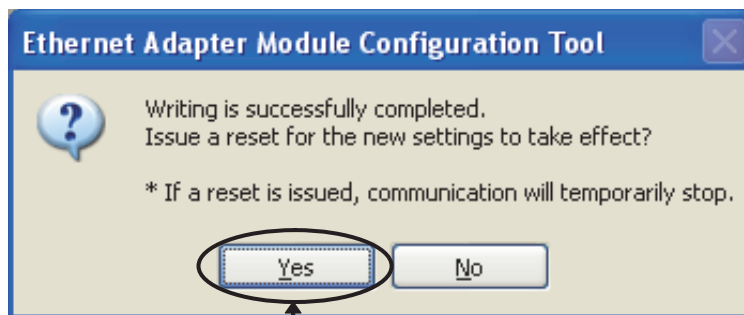 Ethernet Adapter Module Configuration Tool
Writing is successfully completed.
Issue a reset for the new settings to take effect?
* If a reset is issued, communication will temporarily stop.
Yes No